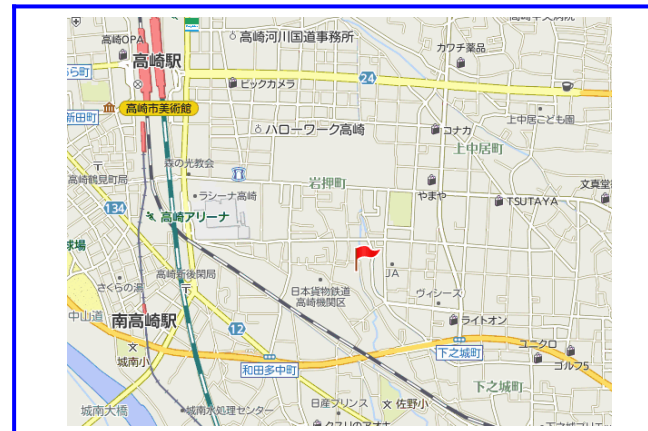 高崎OPA
高崎河川国道事務所
カワチ薬品
高崎駅
24
ビックカメラ
高崎市美術館
新田町
ハローワーク高崎
コナカ
上中居こども園
上中居町
森の光教会
高崎鶴見町局
岩押町
ラシーナ高崎
やまや
TSUTAYA
文真堂
134
高崎アリーナ
球場
高崎新後閑局
JA
さくらの湯
日本貨物鉄道
高崎機関区
ヴィシーズ
中山道
南高崎駅
12
ライトオン
城南小
和田多中町
下之城町
ユニクロ
ゴルフ5
下之城町
城南大橋
城南水処理センター
日産プリンス
佐野小